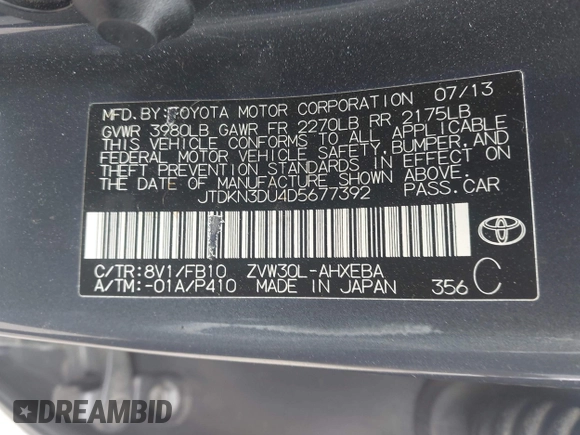 MFD. BY: TOYOTA MOTOR CORPORATION 07/13
GVWR 3980LB GAWR FR 2270LB RR 2175LB
THIS VEHICLE CONFORMS TO ALL APPLICABLE
FEDERAL MOTOR VEHICLE SAFETY, BUMPER, AND
THEFT PREVENTION STANDARDS IN EFFECT ON
THE DATE OF MANUFACTURE SHOWN ABOVE.
JTDKN3DU4D5677392 PASS. CAR
C/TR: 8V1/FB10 ZVW30L-AHXEBA
A/TM: -01A/P410 MADE IN JAPAN 356 C
DREAMBID